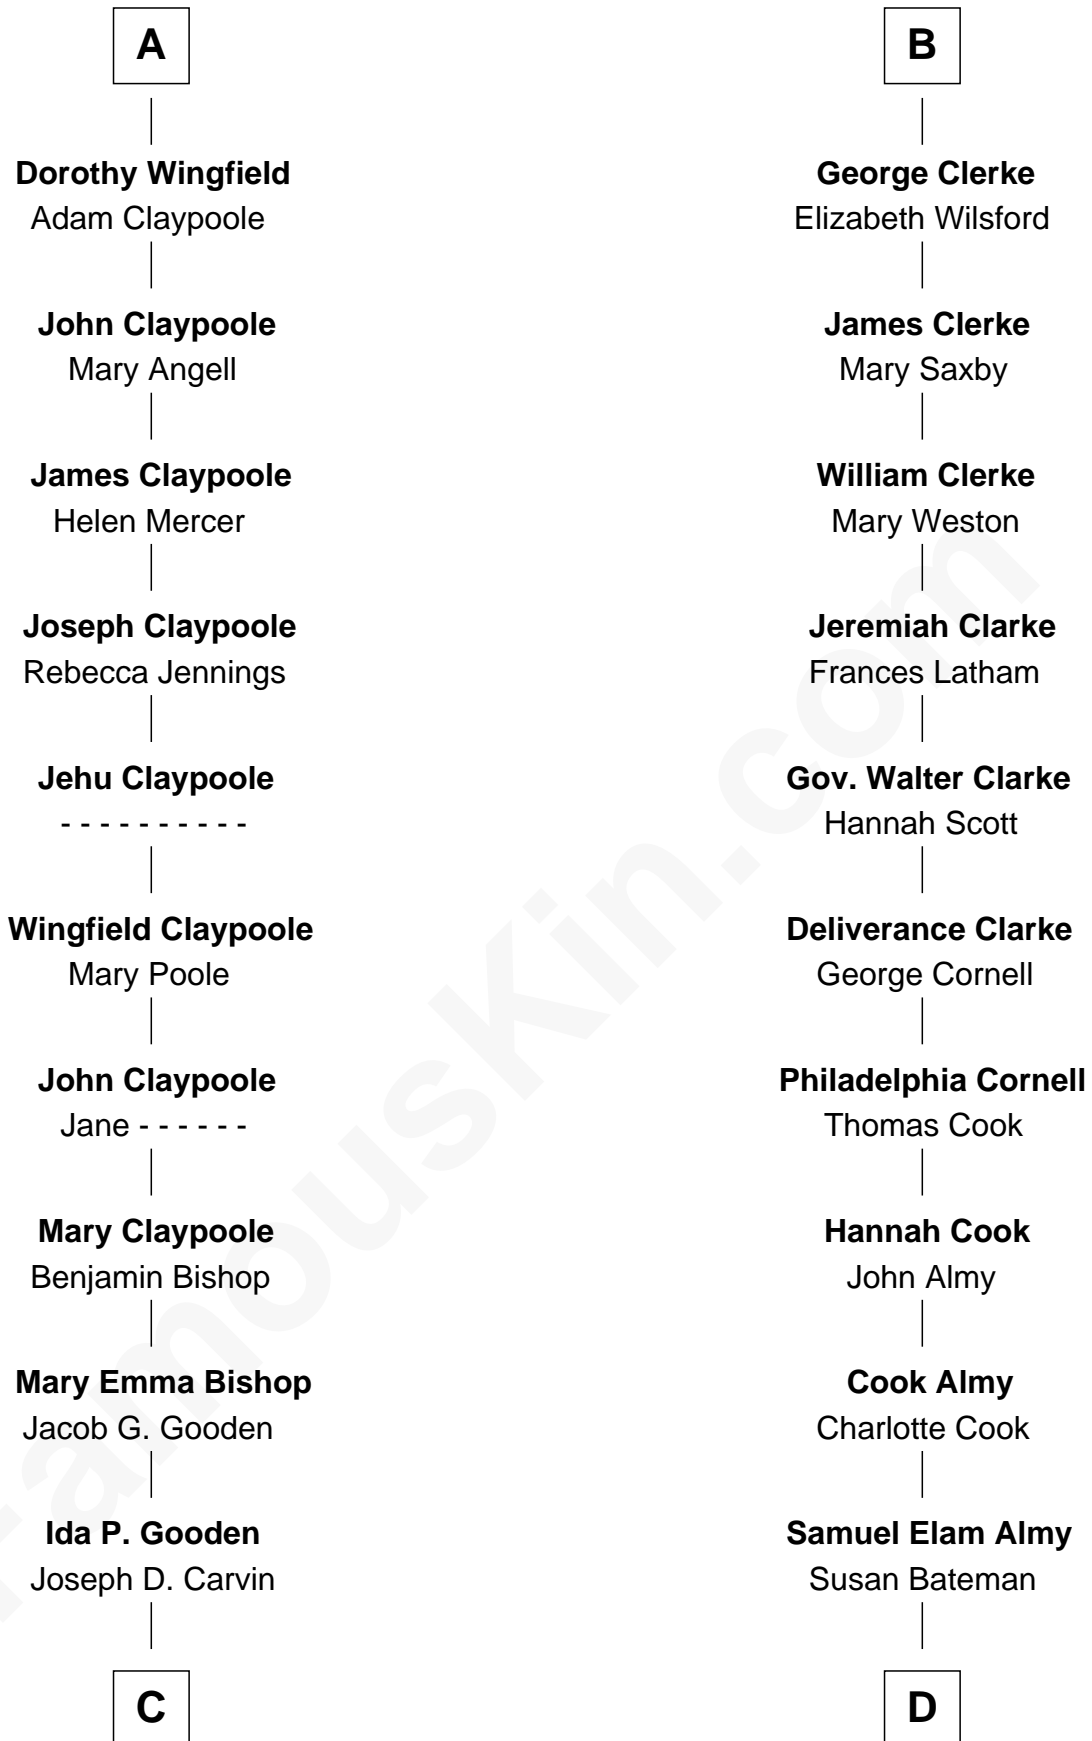 A
Dorothy Wingfield
Adam Claypoole
John Claypoole
Mary Angell
James Claypoole
Helen Mercer
Joseph Claypoole
Rebecca Jennings
Jehu Claypoole
- - - - - - - - - -
Wingfield Claypoole
Mary Poole
John Claypoole
Jane - - - - - -
Mary Claypoole
Benjamin Bishop
Mary Emma Bishop
Jacob G. Gooden
Ida P. Gooden
Joseph D. Carvin
C
B
George Clerke
Elizabeth Wilsford
James Clerke
Mary Saxby
William Clerke
Mary Weston
Jeremiah Clarke
Frances Latham
Gov. Walter Clarke
Hannah Scott
Deliverance Clarke
George Cornell
Philadelphia Cornell
Thomas Cook
Hannah Cook
John Almy
Cook Almy
Charlotte Cook
Samuel Elam Almy
Susan Bateman
D
FamousKin.com